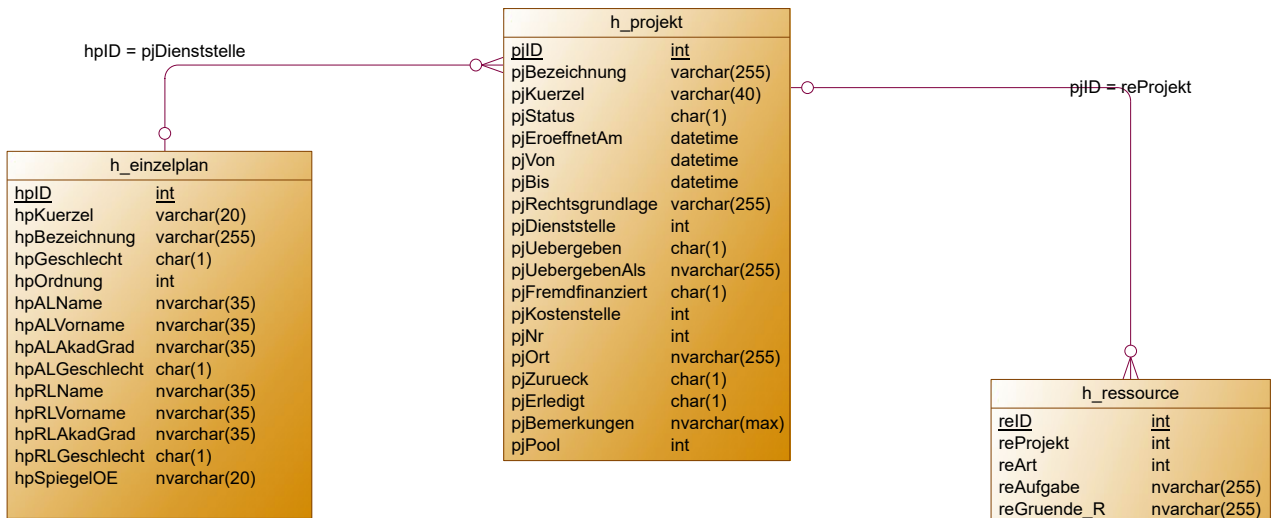 hpID = pjDienststelle
h_projekt
pjID int
pjBezeichnung varchar(255)
pjKuerzel varchar(40)
pjStatus char(1)
pjEroeffnetAm datetime
pjVon datetime
pjBis datetime
pjRechtsgrundlage varchar(255)
pjDienststelle int
pjUebergeben char(1)
pjUebergebenAls nvarchar(255)
pjFremdfinanziert char(1)
pjKostenstelle int
pjNr int
pjOrt nvarchar(255)
pjZurueck char(1)
pjErledigt char(1)
pjBemerkungen nvarchar(max)
pjPool int
pjID = reProjekt
h_einzelplan
hpID int
hpKuerzel varchar(20)
hpBezeichnung varchar(255)
hpGeschlecht char(1)
hpOrdnung int
hpALName nvarchar(35)
hpALVorname nvarchar(35)
hpALAkadGrad nvarchar(35)
hpALGeschlecht char(1)
hpRLName nvarchar(35)
hpRLVorname nvarchar(35)
hpRLAkadGrad nvarchar(35)
hpRLGeschlecht char(1)
hpSpiegelOE nvarchar(20)
h_ressource
reID int
reProjekt int
reArt int
reAufgabe nvarchar(255)
reGruende_R nvarchar(255)